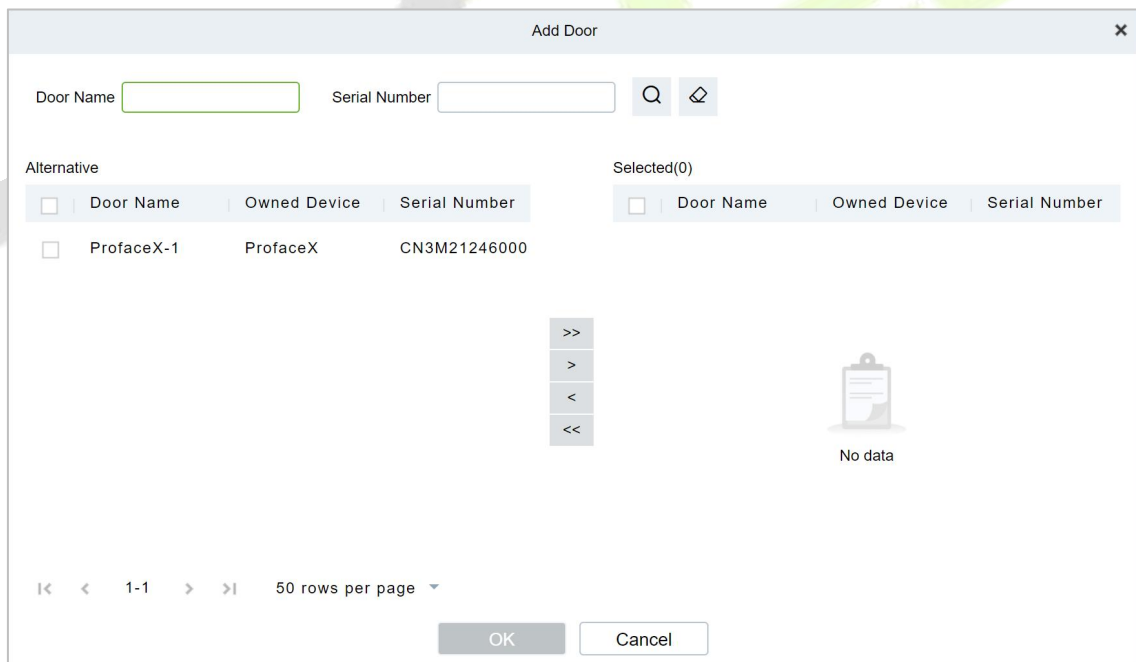 Add Door
Door Name Serial Number
Alternative Selected(0)
Door Name Owned Device Serial Number Door Name Owned Device Serial Number
ProfaceX-1 ProfaceX CN3M21246000
>>
>
<
<<
No data
1-1 50 rows per page
OK Cancel